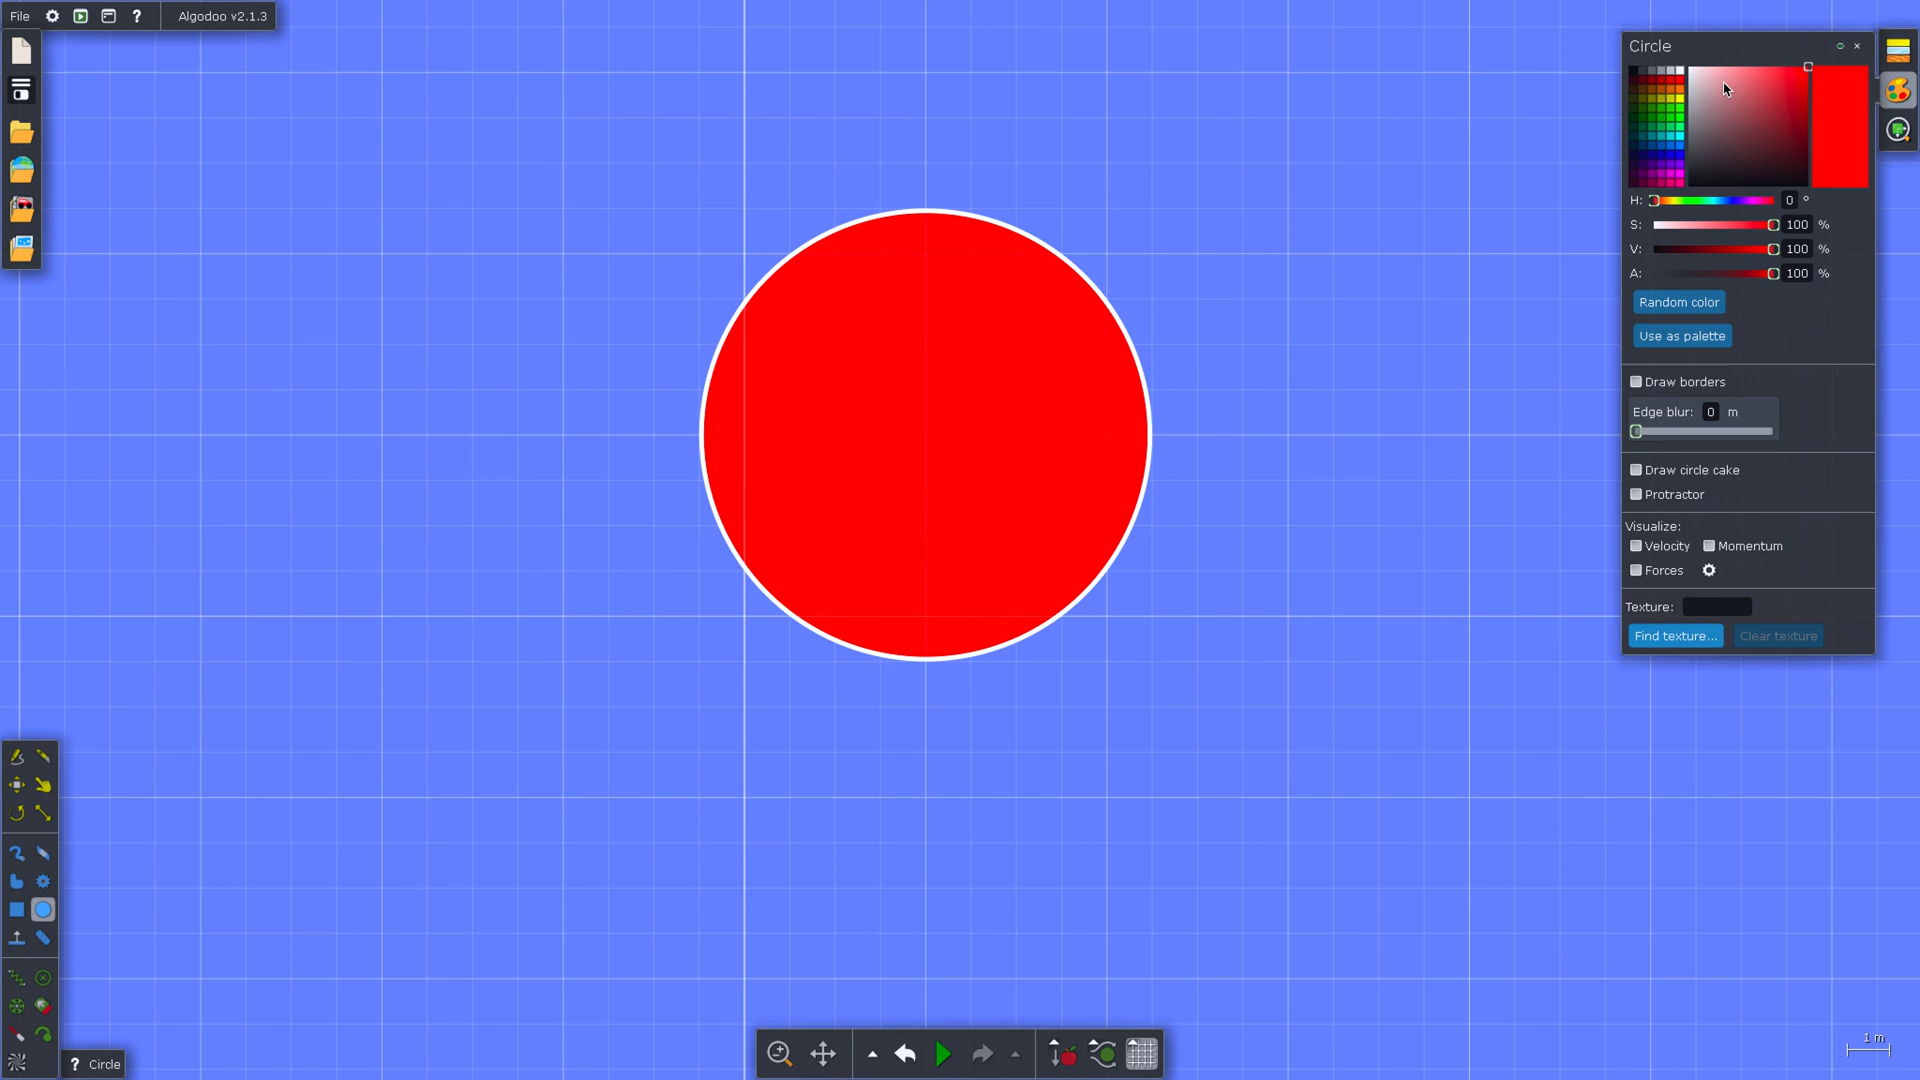 File
?
Algodoo v2.1.3
Circle
H: 0 °
S: 100 %
V: 100 %
A: 100 %
Random color
Use as palette
Draw borders
Edge blur: 0 m
Draw circle cake
Protractor
Visualize:
Velocity Momentum
Forces
Texture:
Find texture...
Clear texture
? Circle
1 m